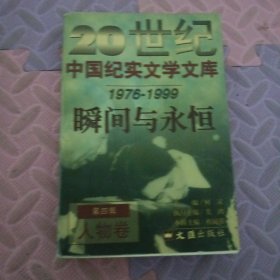 20世纪
中国纪实文学文库
1976-1999
瞬间与永恒
第四辑
人物卷
文汇出版社